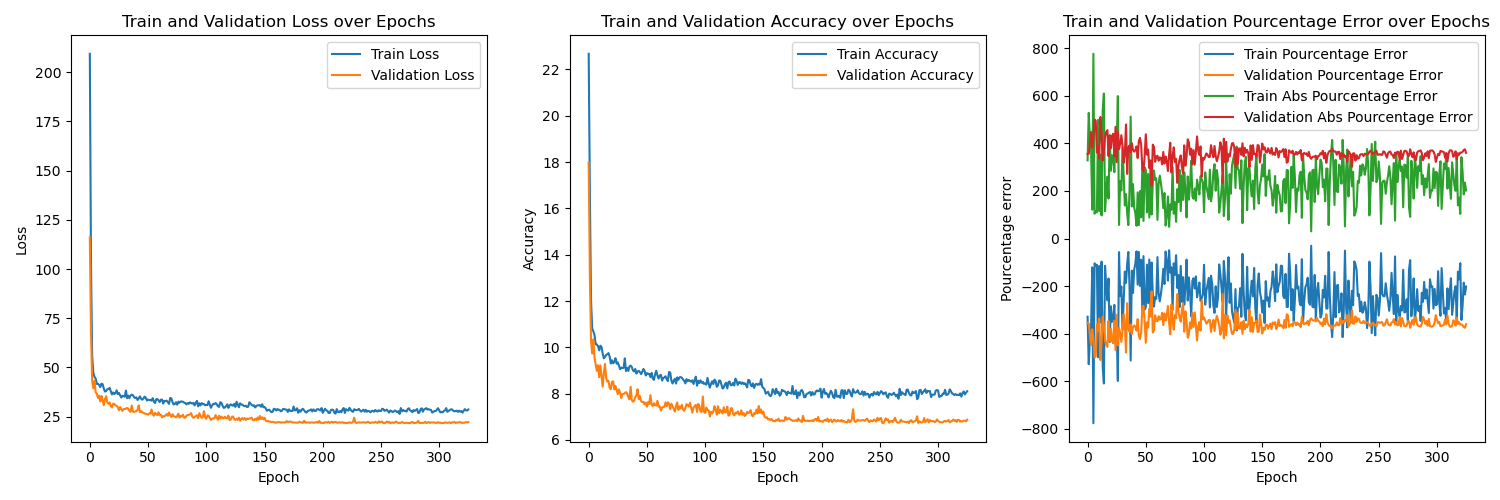 Train and Validation Loss over Epochs
Train Loss
Validation Loss
200
175
150
125
100
75
50
25
Loss
0
50
100
150
200
250
300
Epoch
Train and Validation Accuracy over Epochs
Train Accuracy
Validation Accuracy
22
20
18
16
14
12
10
8
6
Accuracy
0
50
100
150
200
250
300
Epoch
Train and Validation Pourcentage Error over Epochs
Train Pourcentage Error
Validation Pourcentage Error
Train Abs Pourcentage Error
Validation Abs Pourcentage Error
800
600
400
200
0
−200
−400
−600
−800
Pourcentage error
0
50
100
150
200
250
300
Epoch